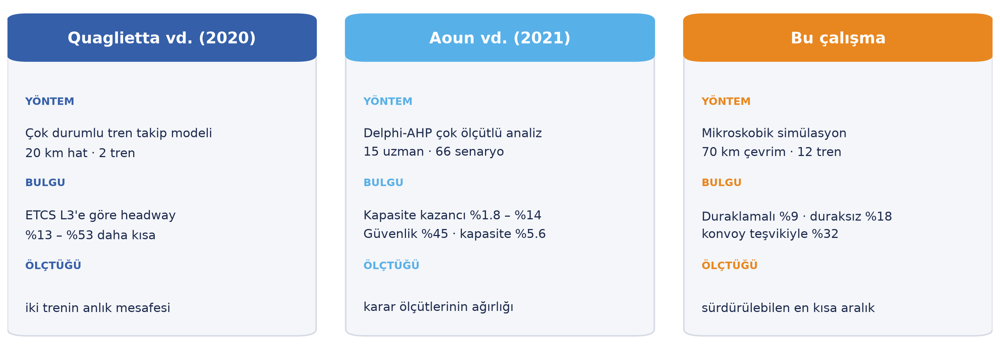 Quaglietta vd. (2020)
YÖNTEM
Çok durumlu tren takip modeli
20 km hat · 2 tren
BULGU
ETCS L3'e göre headway
%13 – %53 daha kısa
ÖLÇTÜĞÜ
iki trenin anlık mesafesi
Aoun vd. (2021)
YÖNTEM
Delphi-AHP çok ölçütlü analiz
15 uzman · 66 senaryo
BULGU
Kapasite kazancı %1.8 – %14
Güvenlik %45 · kapasite %5.6
ÖLÇTÜĞÜ
karar ölçütlerinin ağırlığı
Bu çalışma
YÖNTEM
Mikroskobik simülasyon
70 km çevrim · 12 tren
BULGU
Duraklamalı %9 · duraksız %18
konvoy teşvikiyle %32
ÖLÇTÜĞÜ
sürdürülebilen en kısa aralık